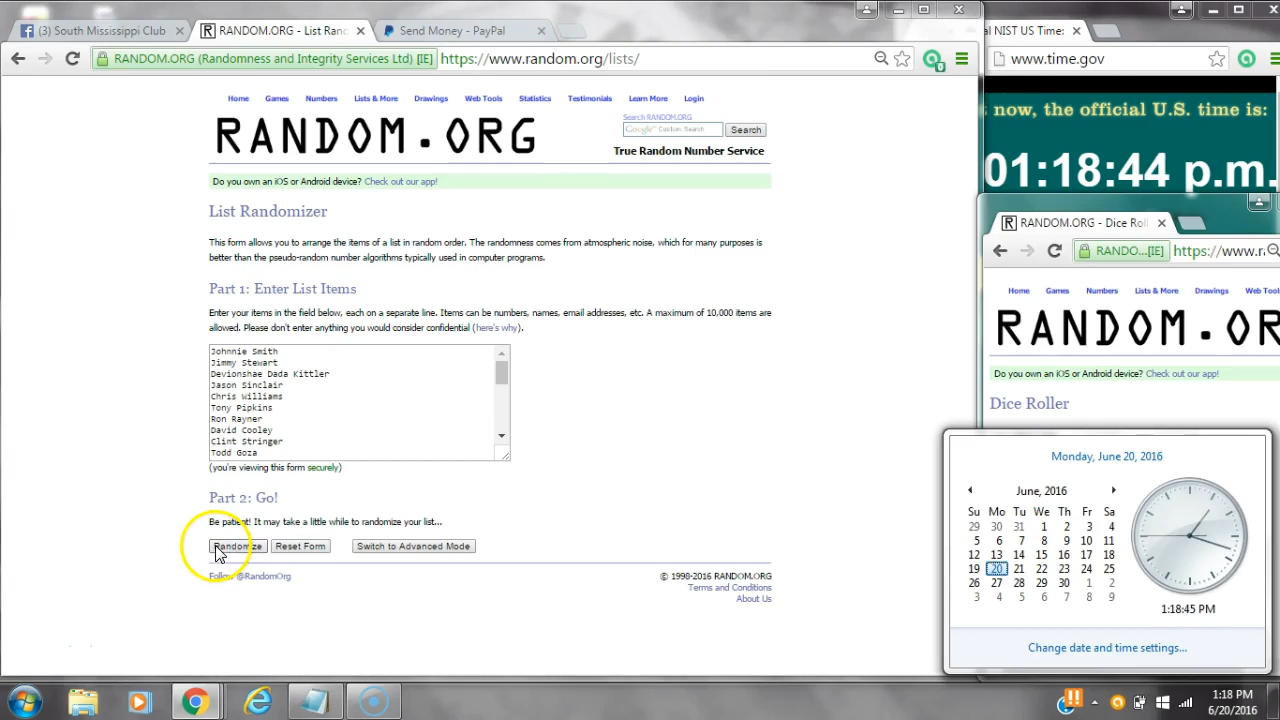 (3) South Mississippi Club
RANDOM.ORG - List Ran
Send Money - PayPal
RANDOM.ORG (Randomness and Integrity Services Ltd) [IE]
https://www.random.org/lists/
Home Games Numbers Lists & More Drawings Web Tools Statistics Testimonials Learn More Login
RANDOM.ORG
Search RANDOM.ORG
Google Custom Search
Search
True Random Number Service
Do you own an iOS or Android device? Check out our app!
List Randomizer
This form allows you to arrange the items of a list in random order. The randomness comes from atmospheric noise, which for many purposes is
better than the pseudo-random number algorithms typically used in computer programs.
Part 1: Enter List Items
Enter your items in the field below, each on a separate line. Items can be numbers, names, email addresses, etc. A maximum of 10,000 items are
allowed. Please don't enter anything you would consider confidential (here's why).
Johnnie Smith
Jimmy Stewart
Devionshae Dada Kittler
Jason Sinclair
Chris Williams
Tony Pipkins
Ron Rayner
David Cooley
Clint Stringer
Todd Goza
(you're viewing this form securely)
Part 2: Go!
Be patient! It may take a little while to randomize your list...
Randomize Reset Form Switch to Advanced Mode
Follow @RandomOrg
© 1998-2016 RANDOM.ORG
Terms and Conditions
About Us
al NIST US Time:
www.time.gov
s now, the official U.S. time is:
01:18:44 p.m.
RANDOM.ORG - Dice Roll
RANDO...[IE] https://www.r
Home Games Numbers Lists & More Drawings Web Tool
RANDOM.OR
Do you own an iOS or Android device? Check out our app!
Dice Roller
Monday, June 20, 2016
June, 2016
Su Mo Tu We Th Fr Sa
29 30 31 1 2 3 4
5 6 7 8 9 10 11
12 13 14 15 16 17 18
19 20 21 22 23 24 25
26 27 28 29 30 1 2
3 4 5 6 7 8 9
1:18:45 PM
Change date and time settings...
1:18 PM
6/20/2016